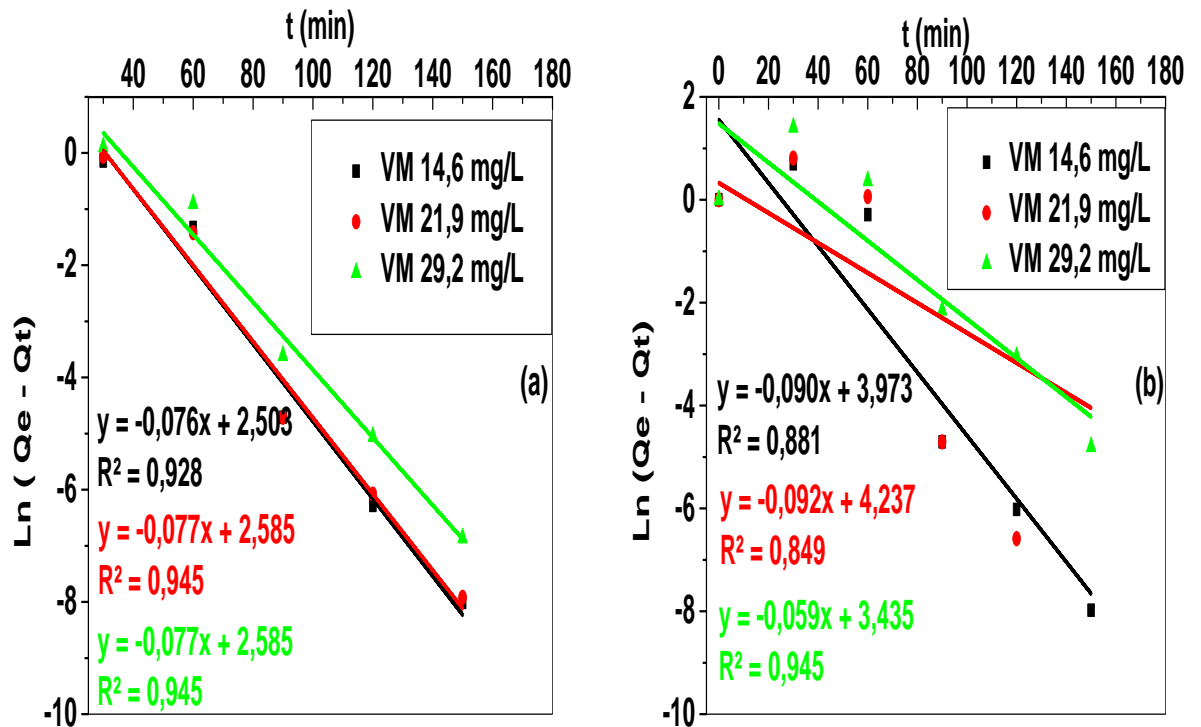 t (min)
40 60 80 100 120 140 160 180
0
-2
-4
-6
-8
-10
Ln ( Qe - Qt)
VM 14,6 mg/L
VM 21,9 mg/L
VM 29,2 mg/L
(a)
y = -0,076x + 2,503
R² = 0,928
y = -0,077x + 2,585
R² = 0,945
y = -0,077x + 2,585
R² = 0,945
t (min)
0 20 40 60 80 100 120 140 160 180
2
0
-2
-4
-6
-8
-10
Ln (Qe - Qt)
VM 14,6 mg/L
VM 21,9 mg/L
VM 29,2 mg/L
(b)
y = -0,090x + 3,973
R² = 0,881
y = -0,092x + 4,237
R² = 0,849
y = -0,059x + 3,435
R² = 0,945